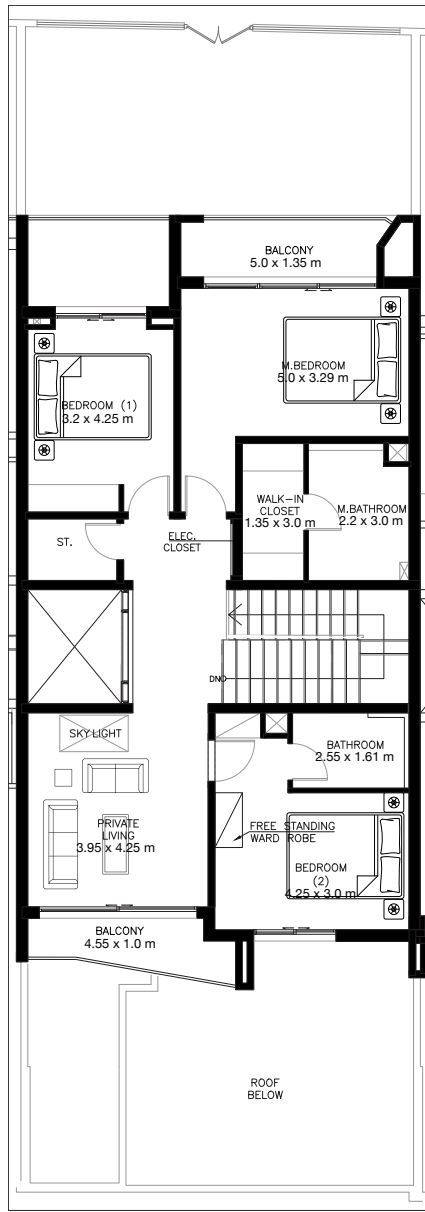 BALCONY
5.0 x 1.35 m
M.BEDROOM
5.0 x 3.29 m
BEDROOM (1)
3.2 x 4.25 m
WALK-IN
CLOSET
1.35 x 3.0 m
M.BATHROOM
2.2 x 3.0 m
ST.
ELEC.
CLOSET
DN
SKYLIGHT
BATHROOM
2.55 x 1.61 m
PRIVATE
LIVING
3.95 x 4.25 m
FREE STANDING
WARD ROBE
BEDROOM
(2)
4.25 x 3.0 m
BALCONY
4.55 x 1.0 m
ROOF
BELOW